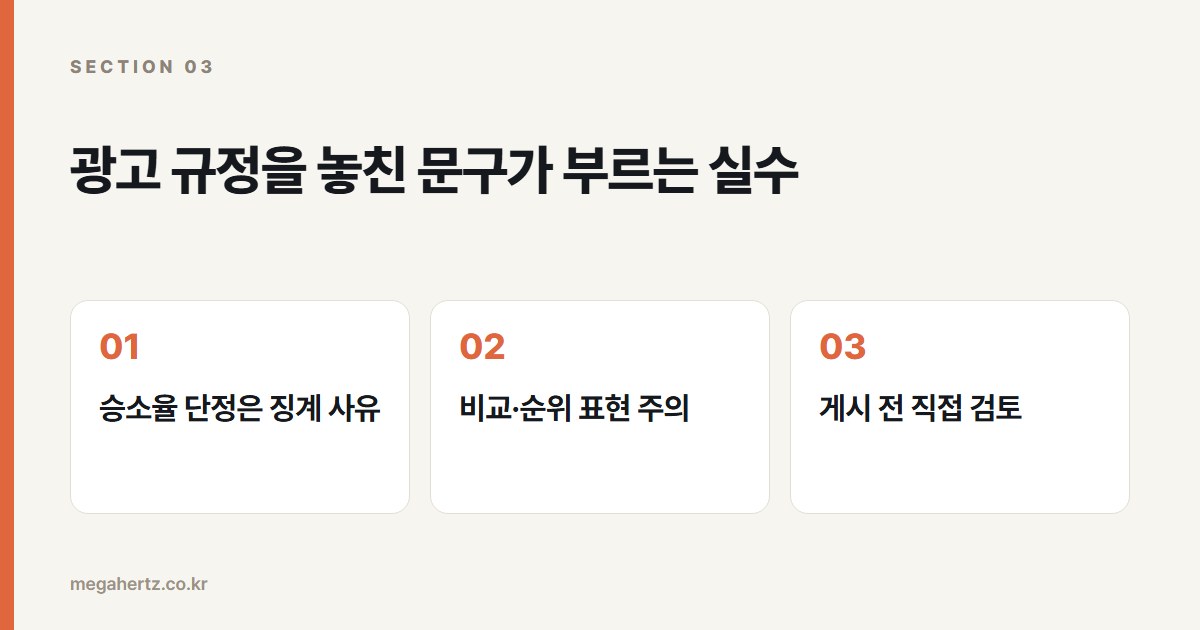 SECTION 03
광고 규정을 놓친 문구가 부르는 실수
01
승소율 단정은 징계 사유
02
비교·순위 표현 주의
03
게시 전 직접 검토
megahertz.co.kr